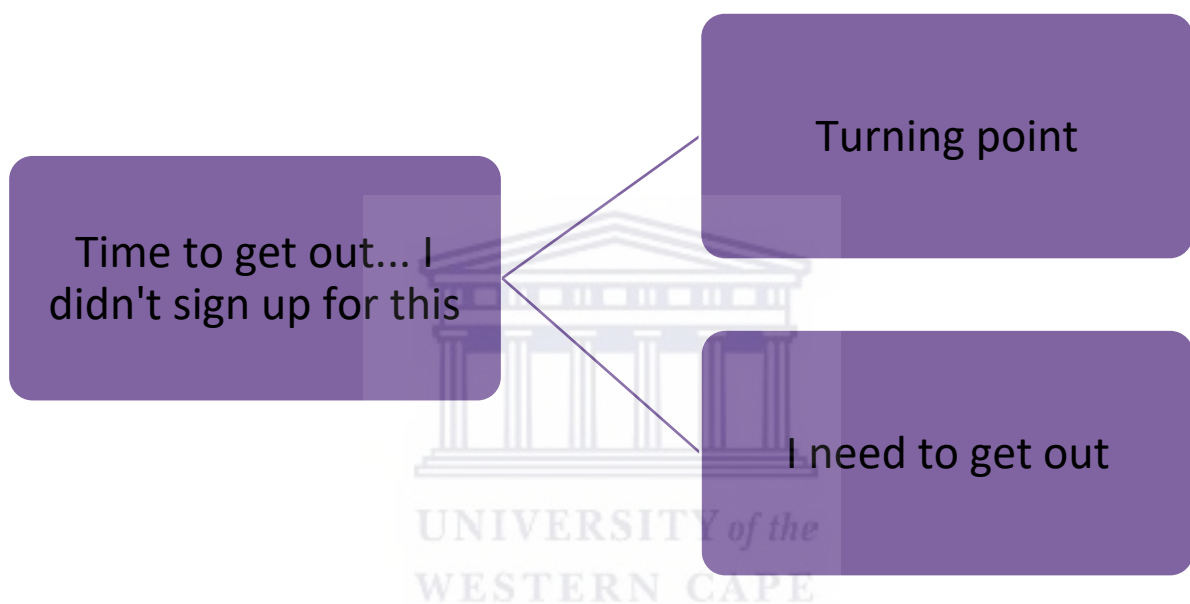 Turning point
Time to get out... I
didn't sign up for this
I need to get out
UNIVERSITY of the
WESTERN CAPE